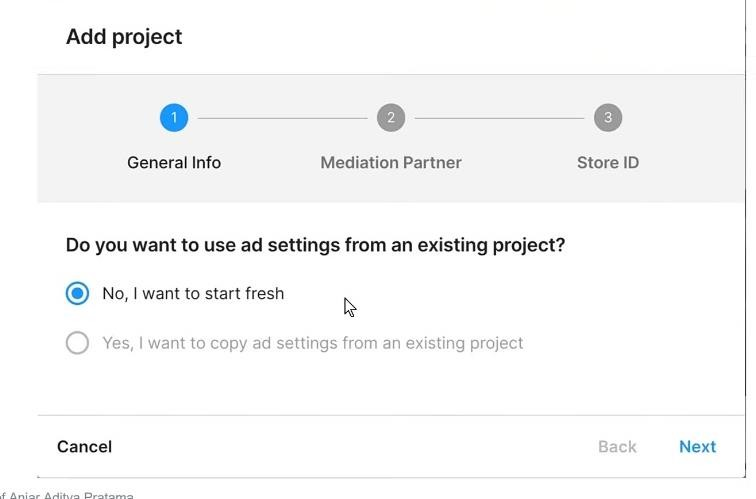 Add project
1
2
3
General Info
Mediation Partner
Store ID
Do you want to use ad settings from an existing project?
No, I want to start fresh
Yes, I want to copy ad settings from an existing project
Cancel
Back
Next
of Anjar Aditya Pratama